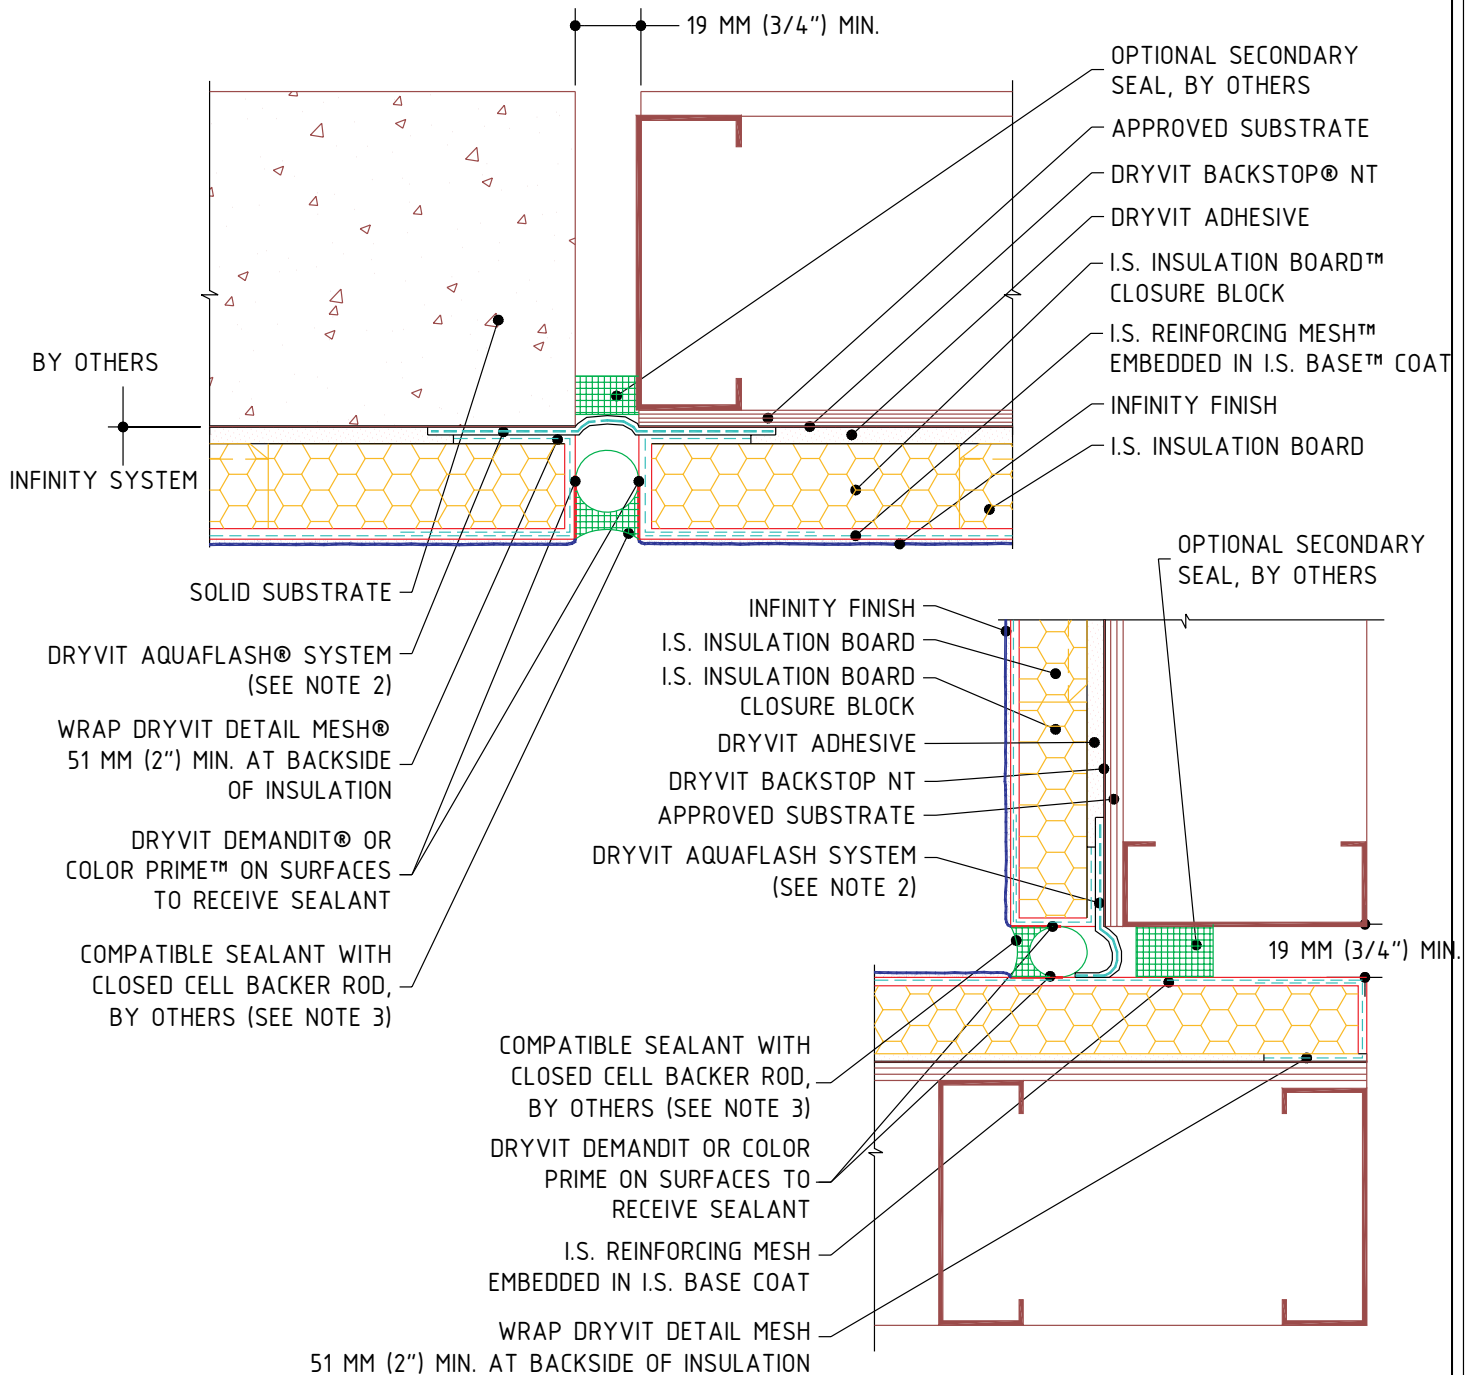 19 MM (3/4") MIN.
OPTIONAL SECONDARY
SEAL, BY OTHERS
APPROVED SUBSTRATE
DRYVIT BACKSTOP® NT
DRYVIT ADHESIVE
I.S. INSULATION BOARD™
CLOSURE BLOCK
I.S. REINFORCING MESH™
EMBEDDED IN I.S. BASE™ COAT
INFINITY FINISH
I.S. INSULATION BOARD
BY OTHERS
INFINITY SYSTEM
SOLID SUBSTRATE
DRYVIT AQUAFLASH® SYSTEM
(SEE NOTE 2)
WRAP DRYVIT DETAIL MESH®
51 MM (2") MIN. AT BACKSIDE
OF INSULATION
DRYVIT DEMANDIT® OR
COLOR PRIME™ ON SURFACES
TO RECEIVE SEALANT
COMPATIBLE SEALANT WITH
CLOSED CELL BACKER ROD,
BY OTHERS (SEE NOTE 3)
OPTIONAL SECONDARY
SEAL, BY OTHERS
INFINITY FINISH
I.S. INSULATION BOARD
I.S. INSULATION BOARD
CLOSURE BLOCK
DRYVIT ADHESIVE
DRYVIT BACKSTOP NT
APPROVED SUBSTRATE
DRYVIT AQUAFLASH SYSTEM
(SEE NOTE 2)
19 MM (3/4") MIN.
COMPATIBLE SEALANT WITH
CLOSED CELL BACKER ROD,
BY OTHERS (SEE NOTE 3)
DRYVIT DEMANDIT OR COLOR
PRIME ON SURFACES TO
RECEIVE SEALANT
I.S. REINFORCING MESH
EMBEDDED IN I.S. BASE COAT
WRAP DRYVIT DETAIL MESH
51 MM (2") MIN. AT BACKSIDE OF INSULATION